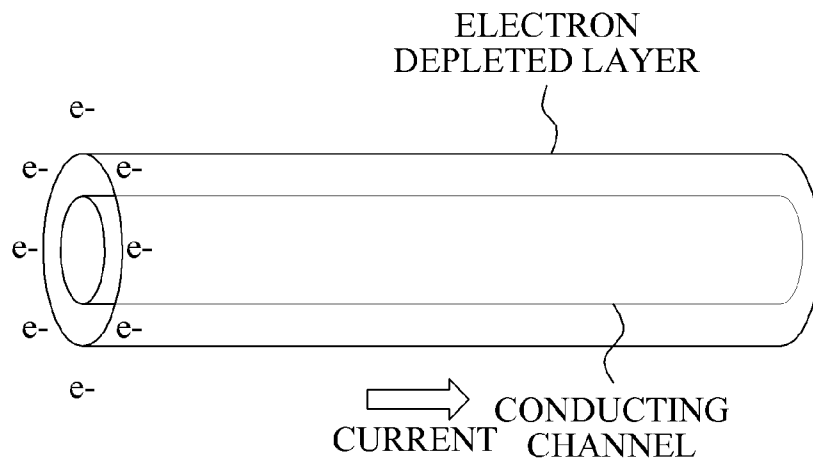 ELECTRON
DEPLETED LAYER
e-
e-
e-
e-
e-
e-
e-
e-
CURRENT
CONDUCTING
CHANNEL